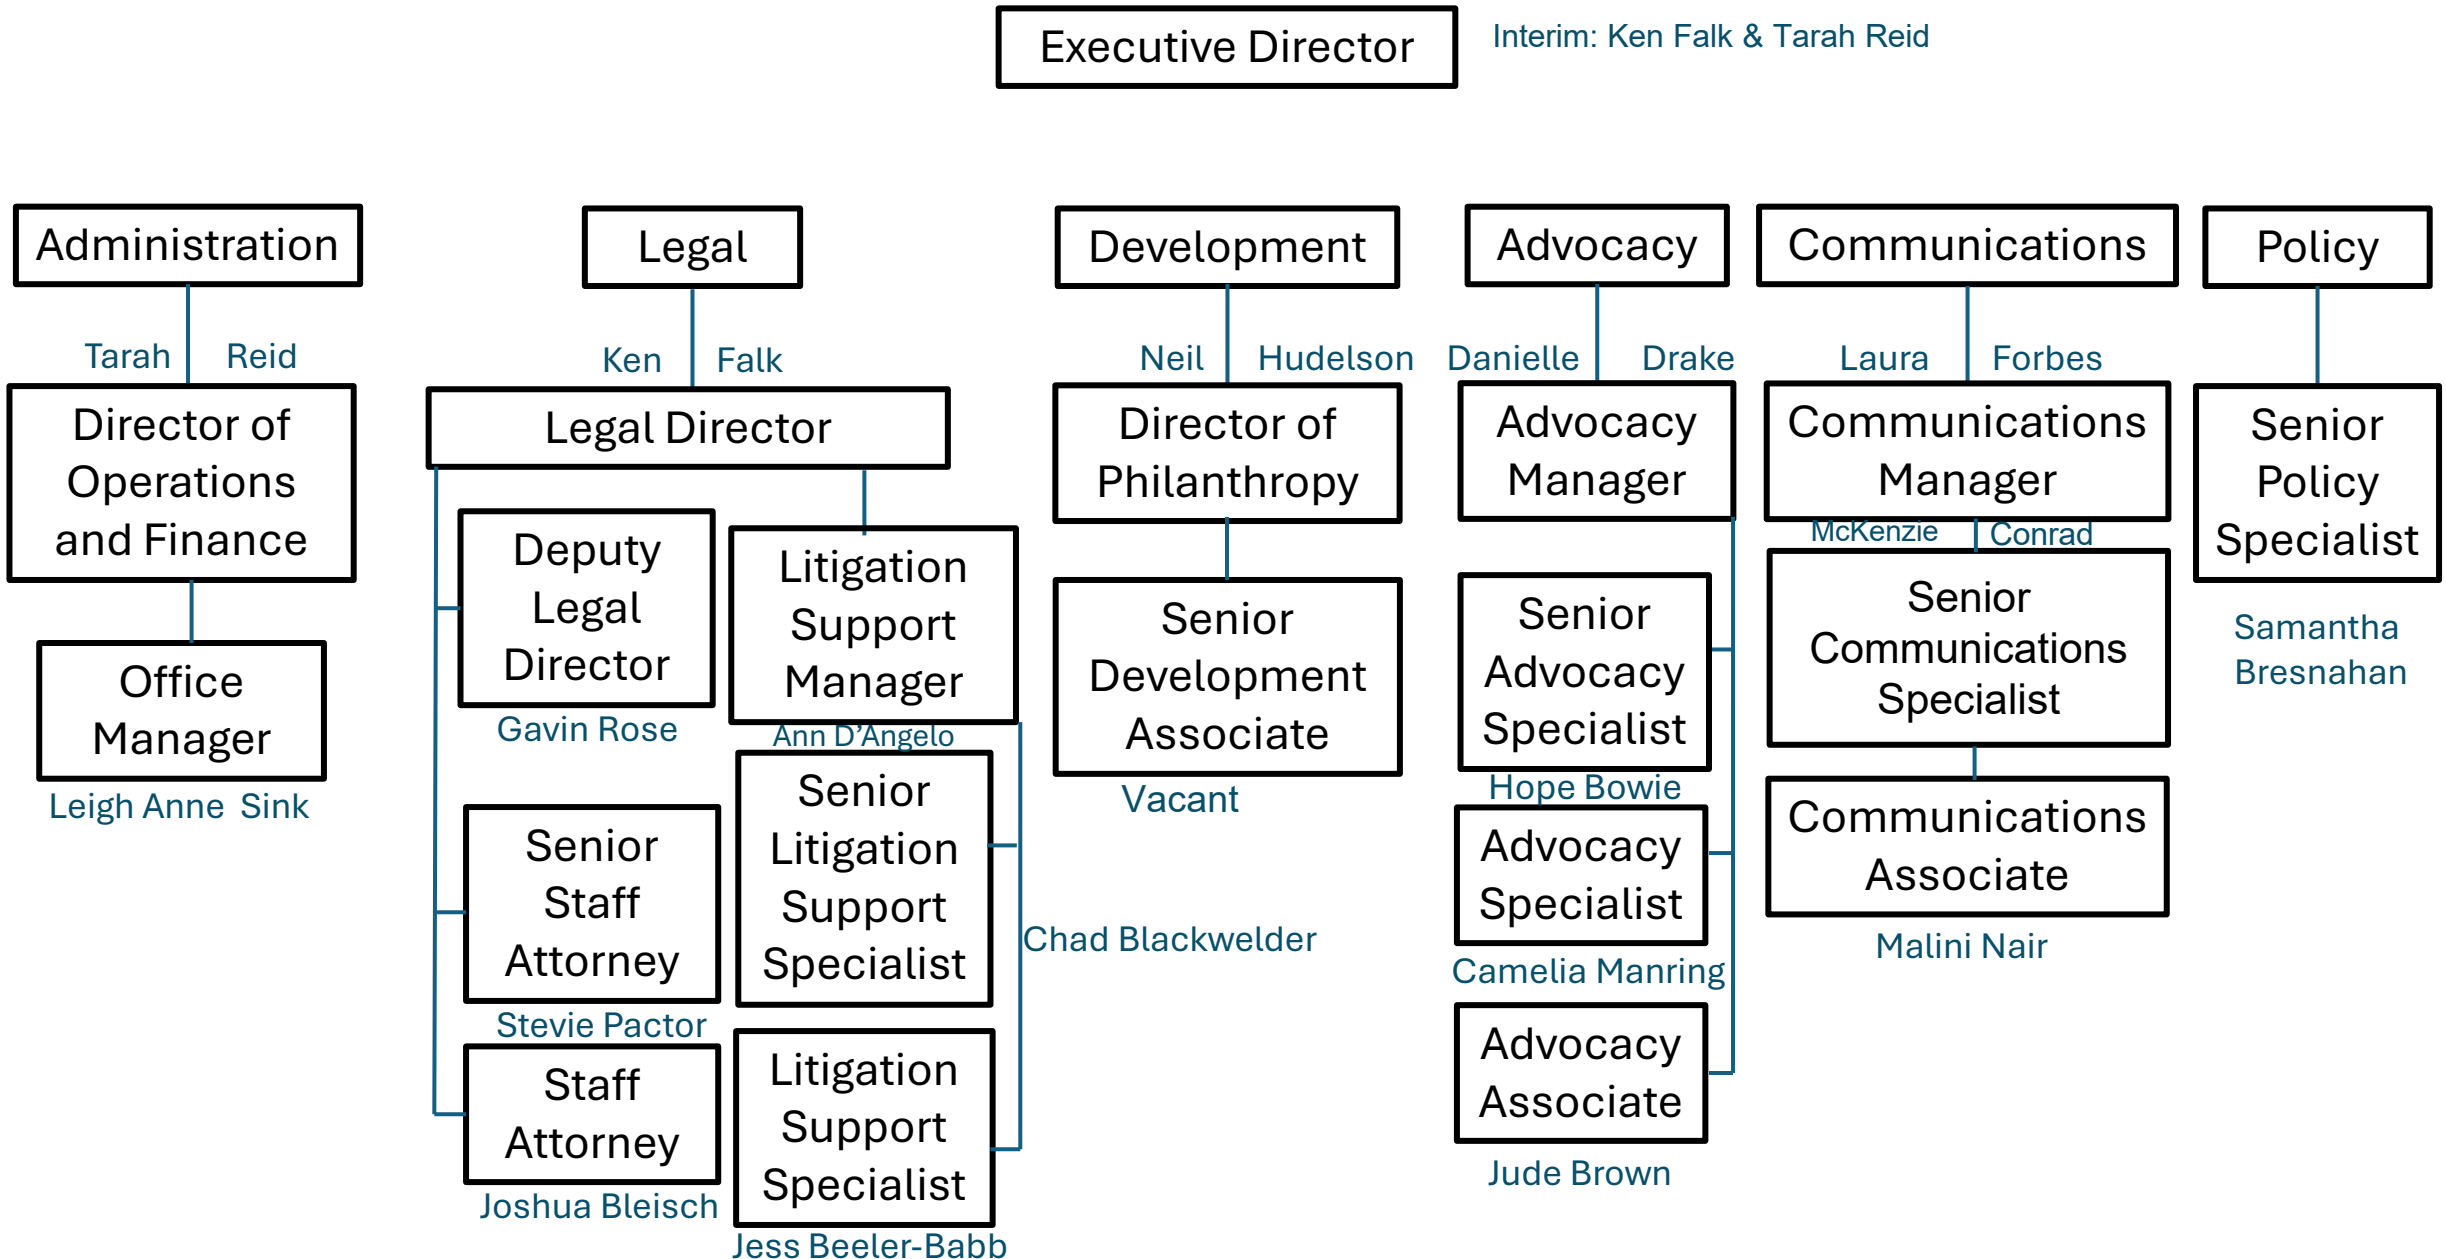 Executive Director
Interim: Ken Falk & Tarah Reid
Administration
Tarah Reid
Director of
Operations
and Finance
Office
Manager
Leigh Anne Sink
Legal
Ken Falk
Legal Director
Deputy
Legal
Director
Gavin Rose
Senior
Staff
Attorney
Stevie Pactor
Staff
Attorney
Joshua Bleisch
Litigation
Support
Manager
Ann D’Angelo
Senior
Litigation
Support
Specialist
Chad Blackwelder
Litigation
Support
Specialist
Jess Beeler-Babb
Development
Neil Hudelson
Director of
Philanthropy
Senior
Development
Associate
Vacant
Advocacy
Danielle Drake
Advocacy
Manager
Senior
Advocacy
Specialist
Hope Bowie
Advocacy
Specialist
Camelia Manring
Advocacy
Associate
Jude Brown
Communications
Laura Forbes
Communications
Manager
McKenzie Conrad
Senior
Communications
Specialist
Communications
Associate
Malini Nair
Policy
Senior
Policy
Specialist
Samantha
Bresnahan